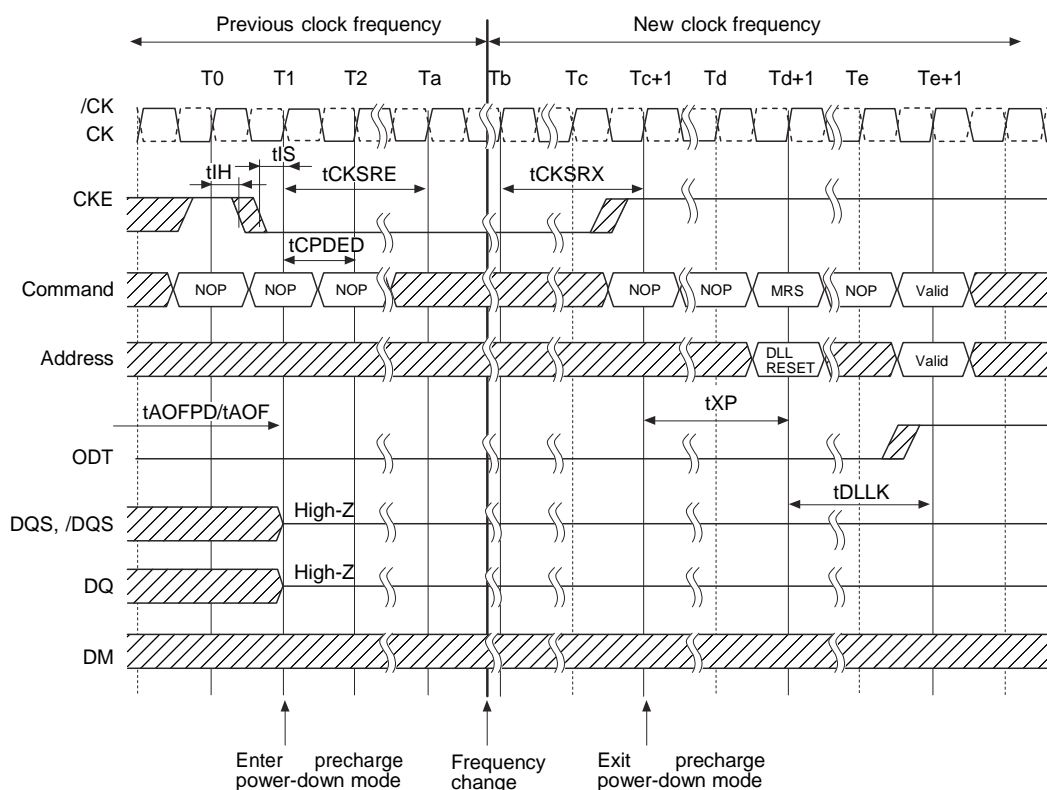 Previous clock frequency New clock frequency
T0 T1 T2 Ta Tb Tc Tc+1 Td Td+1 Te Te+1
/CK
CK
tIS
tIH tCKSRE tCKSRX
CKE
tCPDED
Command NOP NOP NOP NOP NOP MRS NOP Valid
Address DLL RESET Valid
tAOFPD/tAOF tXP
ODT
tDLLK
High-Z
DQS, /DQS
High-Z
DQ
DM
Enter precharge
power-down mode
Frequency
change
Exit precharge
power-down mode